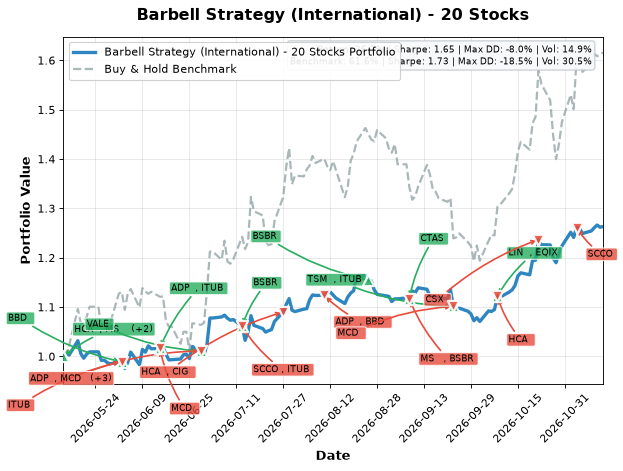 Barbell Strategy (International) - 20 Stocks
Barbell Strategy (International) - 20 Stocks Portfolio
Buy & Hold Benchmark
Sharpe: 1.65 | Max DD: -8.0% | Vol: 14.9%
Benchmark: 61.6% | Sharpe: 1.73 | Max DD: -18.5% | Vol: 30.5%
Portfolio Value
1.6
1.5
1.4
1.3
1.2
1.1
1.0
BSBR
CTAS
LIN , EQIX
SCCO
ADP , ITUB
BSBR
TSM , ITUB
CSX
BBD
VALE
(+2)
ADP , BBD
MCD
HCA
SCCO , ITUB
MS , BSBR
HCA , CIG
ADP , MCD (+3)
ITUB
MCD
2026-05-24
2026-06-09
2026-06-25
2026-07-11
2026-07-27
2026-08-12
2026-08-28
2026-09-13
2026-09-29
2026-10-15
2026-10-31
Date